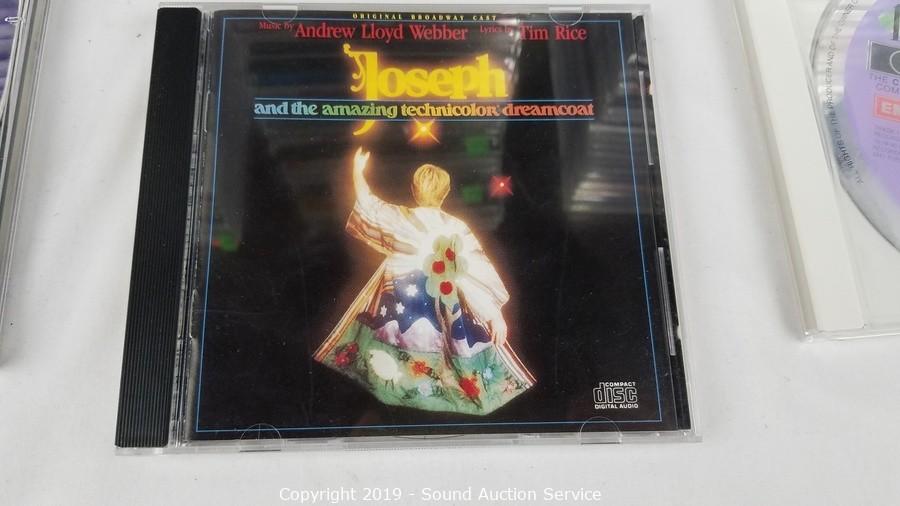 ORIGINAL BROADWAY CAST
Music by Andrew Lloyd Webber Lyrics by Tim Rice
Joseph
and the amazing technicolor dreamcoat
COMPACT
disc
DIGITAL AUDIO
Copyright 2019 - Sound Auction Service